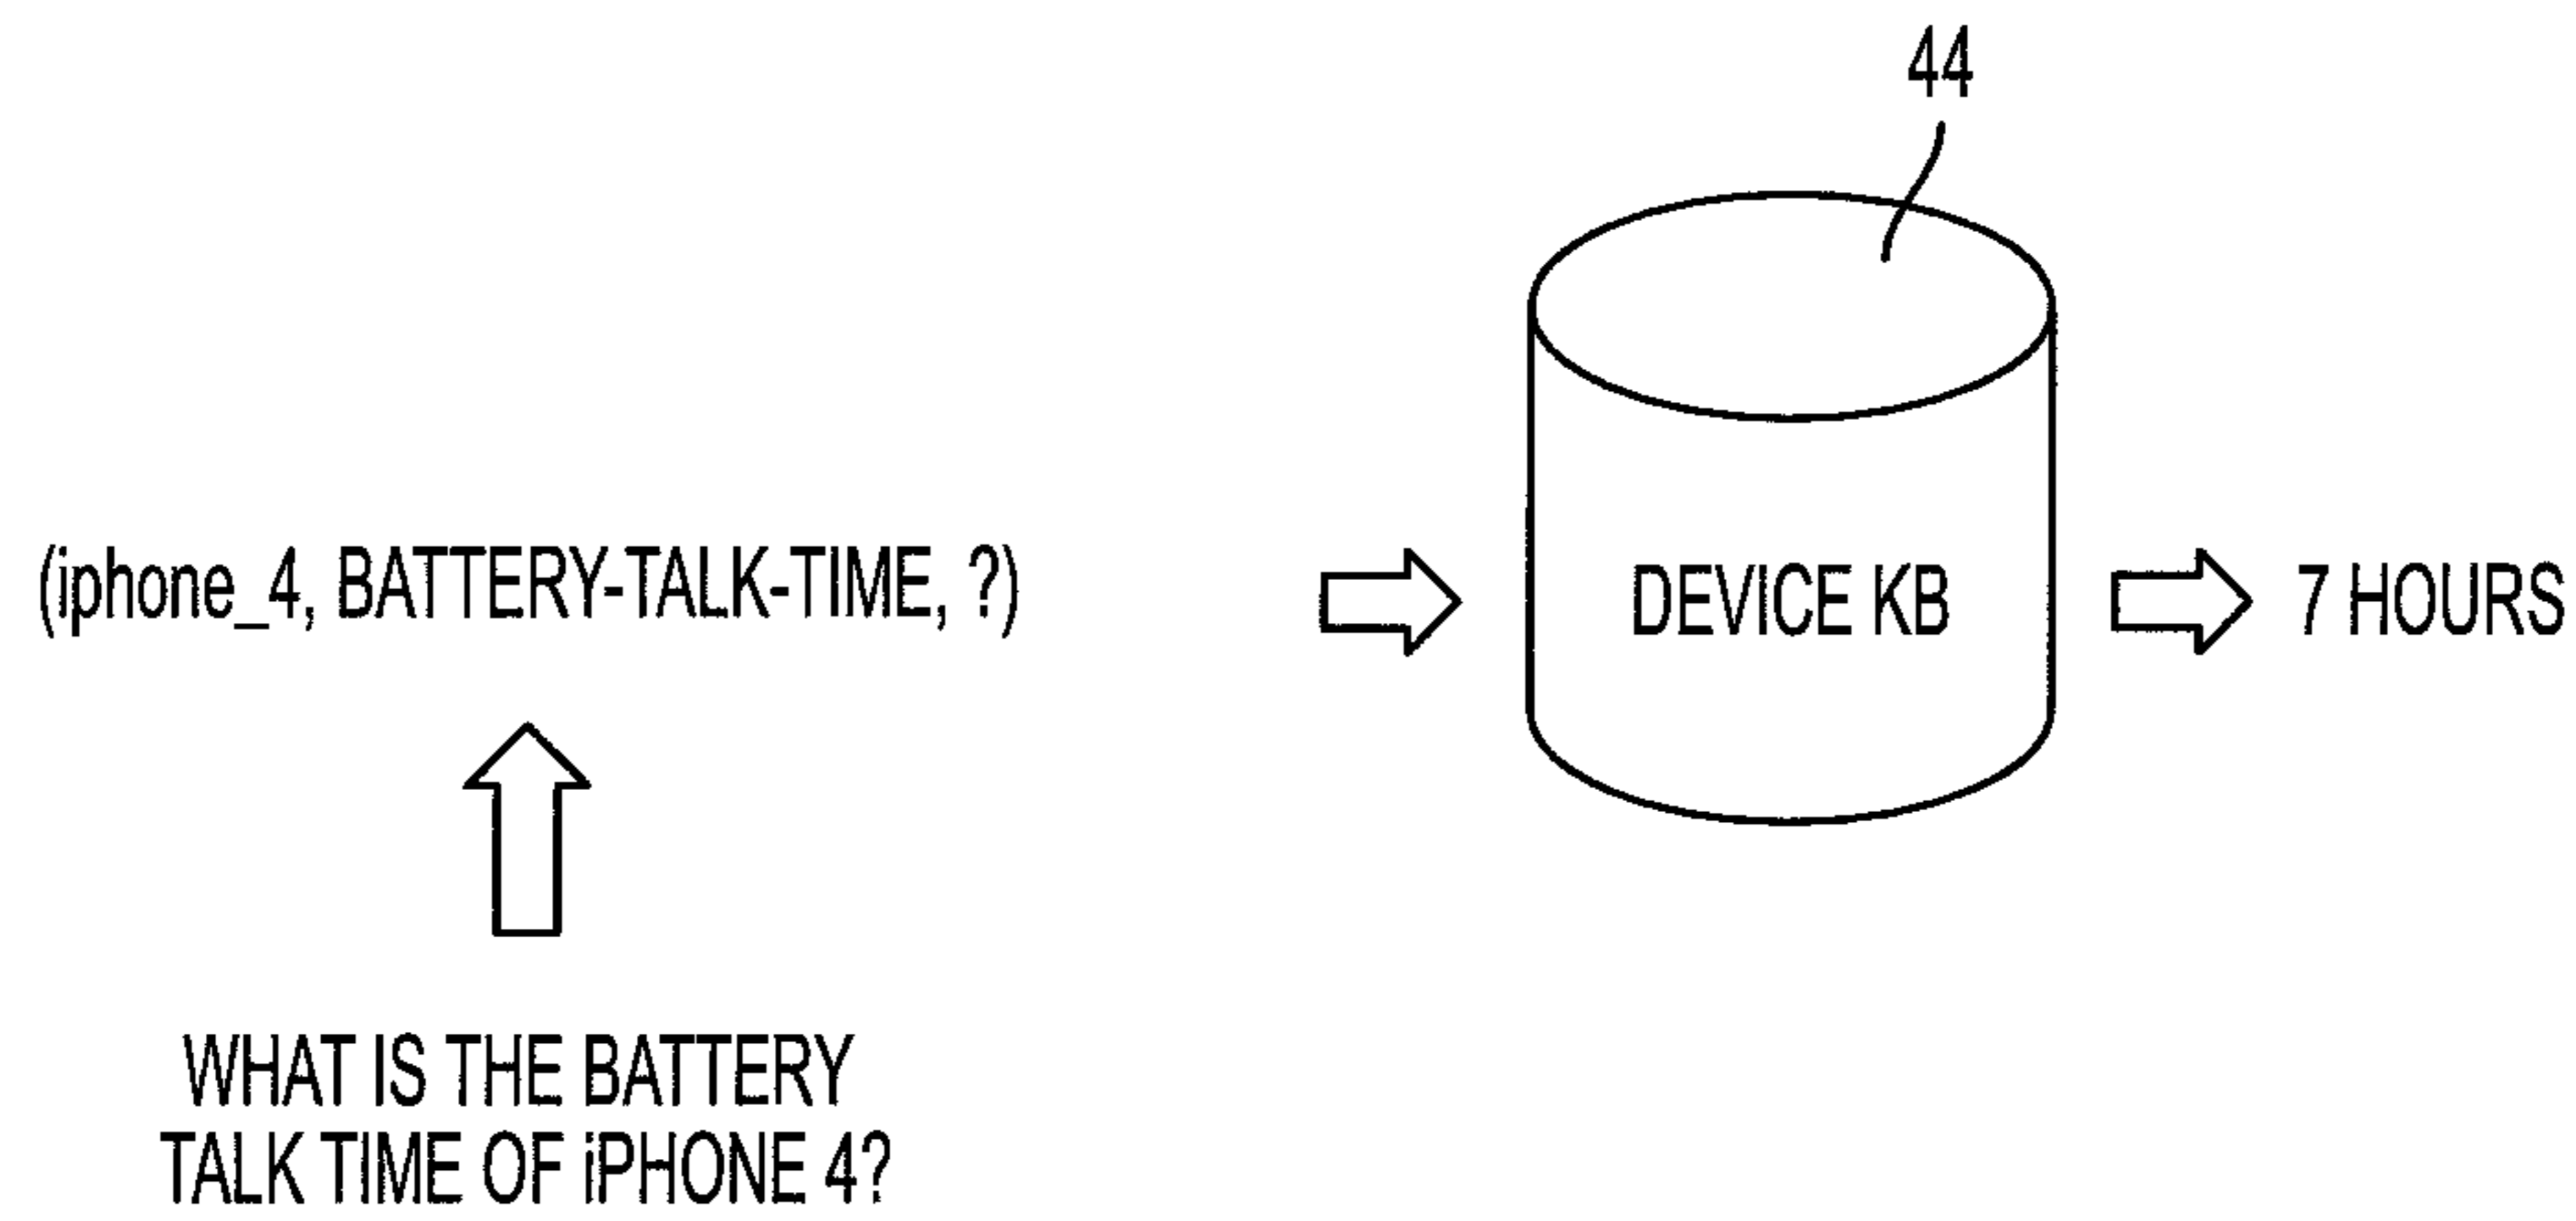 44
(iphone_4, BATTERY-TALK-TIME, ?)
DEVICE KB
7 HOURS
WHAT IS THE BATTERY
TALK TIME OF iPHONE 4?